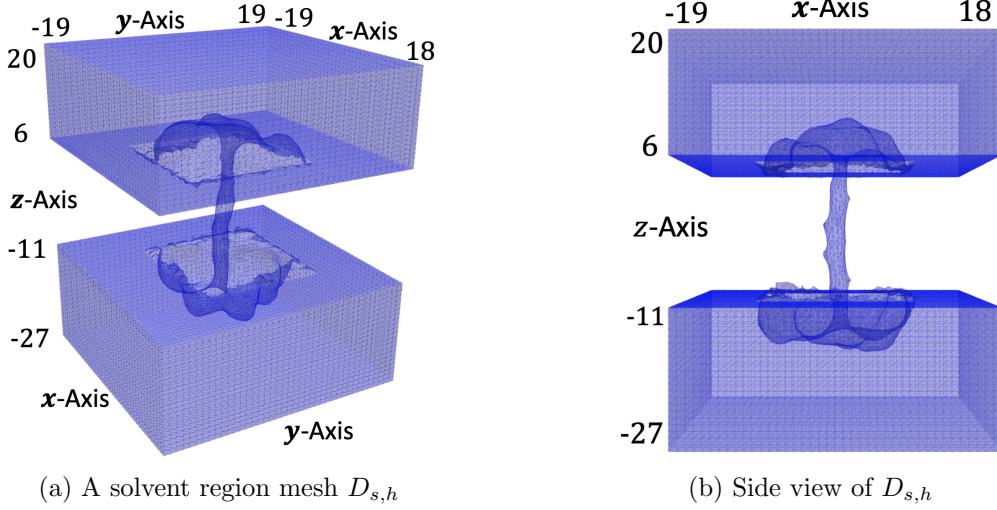 -19
y-Axis
19
-19
x-Axis
18
20
6
z-Axis
-11
-27
x-Axis
y-Axis
(a) A solvent region mesh D_{s,h}
-19
x-Axis
18
20
6
z-Axis
-11
-27
(b) Side view of D_{s,h}